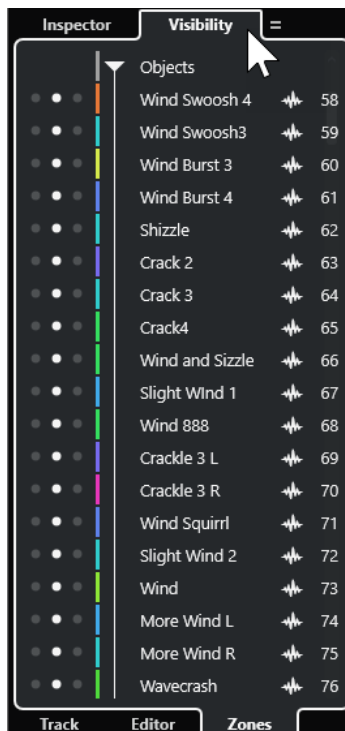 Inspector Visibility
Objects
Wind Swoosh 4 58
Wind Swoosh3 59
Wind Burst 3 60
Wind Burst 4 61
Shizzle 62
Crack 2 63
Crack 3 64
Crack4 65
Wind and Sizzle 66
Slight WInd 1 67
Wind 888 68
Crackle 3 L 69
Crackle 3 R 70
Wind Squirrl 71
Slight Wind 2 72
Wind 73
More Wind L 74
More Wind R 75
Wavecrash 76
Track Editor Zones